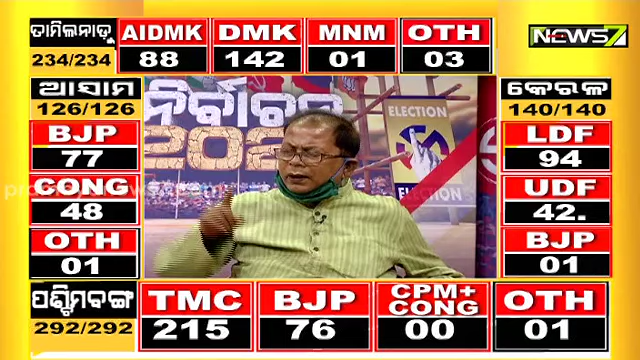 ତାମିଲନାଡୁ
234/234
AIDMK
88
DMK
142
MNM
01
OTH
03
NEWS7
ଆସାମ
126/126
BJP
77
CONG
48
OTH
01
ନିର୍ବାଚନ
202
ELECTION
ELECTION
କେରଳ
140/140
LDF
94
UDF
42.
BJP
01
ପଶ୍ଚିମବଙ୍ଗ
292/292
TMC
215
BJP
76
CPM+
CONG
00
OTH
01